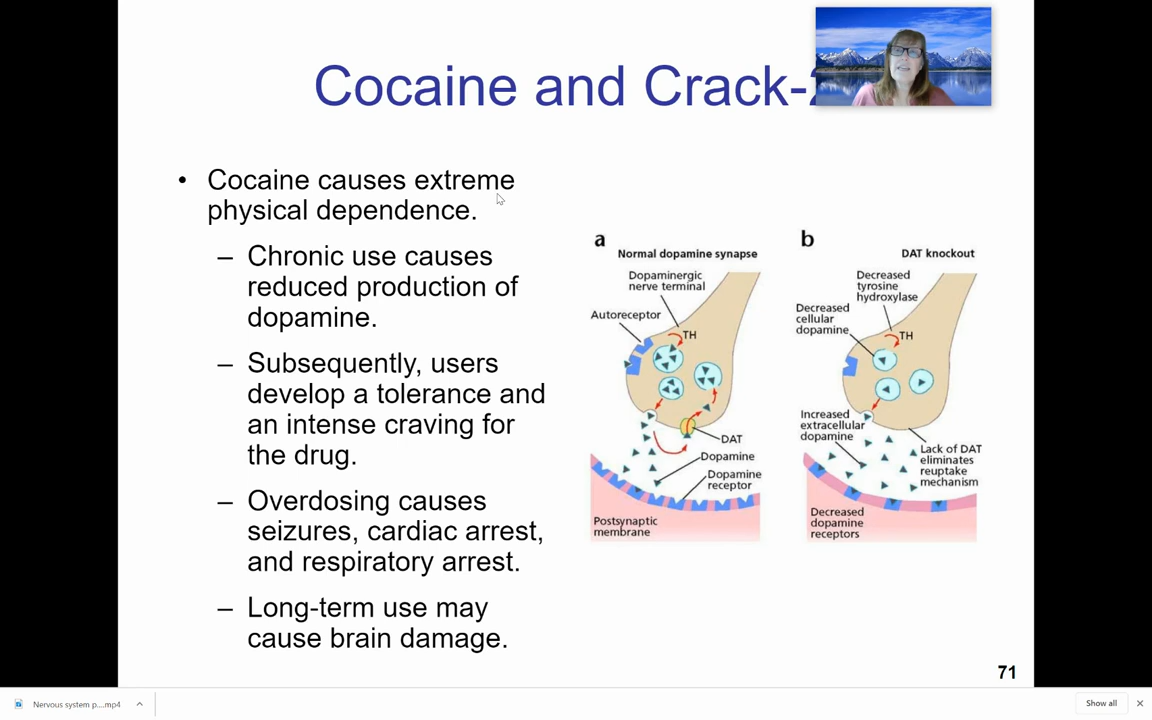 Cocaine and Crack-
• Cocaine causes extreme
physical dependence.
– Chronic use causes
reduced production of
dopamine.
– Subsequently, users
develop a tolerance and
an intense craving for
the drug.
– Overdosing causes
seizures, cardiac arrest,
and respiratory arrest.
– Long-term use may
cause brain damage.
a
Normal dopamine synapse
Dopaminergic
nerve terminal
Autoreceptor
TH
DAT
Dopamine
Dopamine
receptor
Postsynaptic
membrane
b
DAT knockout
Decreased
tyrosine
hydroxylase
Decreased
cellular
dopamine
TH
Increased
extracellular
dopamine
Lack of DAT
eliminates
reuptake
mechanism
Decreased
dopamine
receptors
71
Nervous system p....mp4
Show all